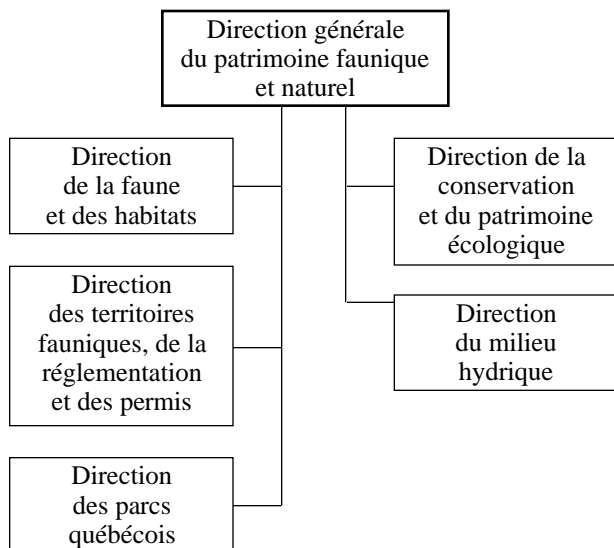 Direction générale
du patrimoine faunique
et naturel
Direction
de la faune
et des habitats
Direction de la
conservation
et du patrimoine
écologique
Direction
des territoires
fauniques, de la
réglementation
et des permis
Direction
du milieu
hydrique
Direction
des parcs
québécois